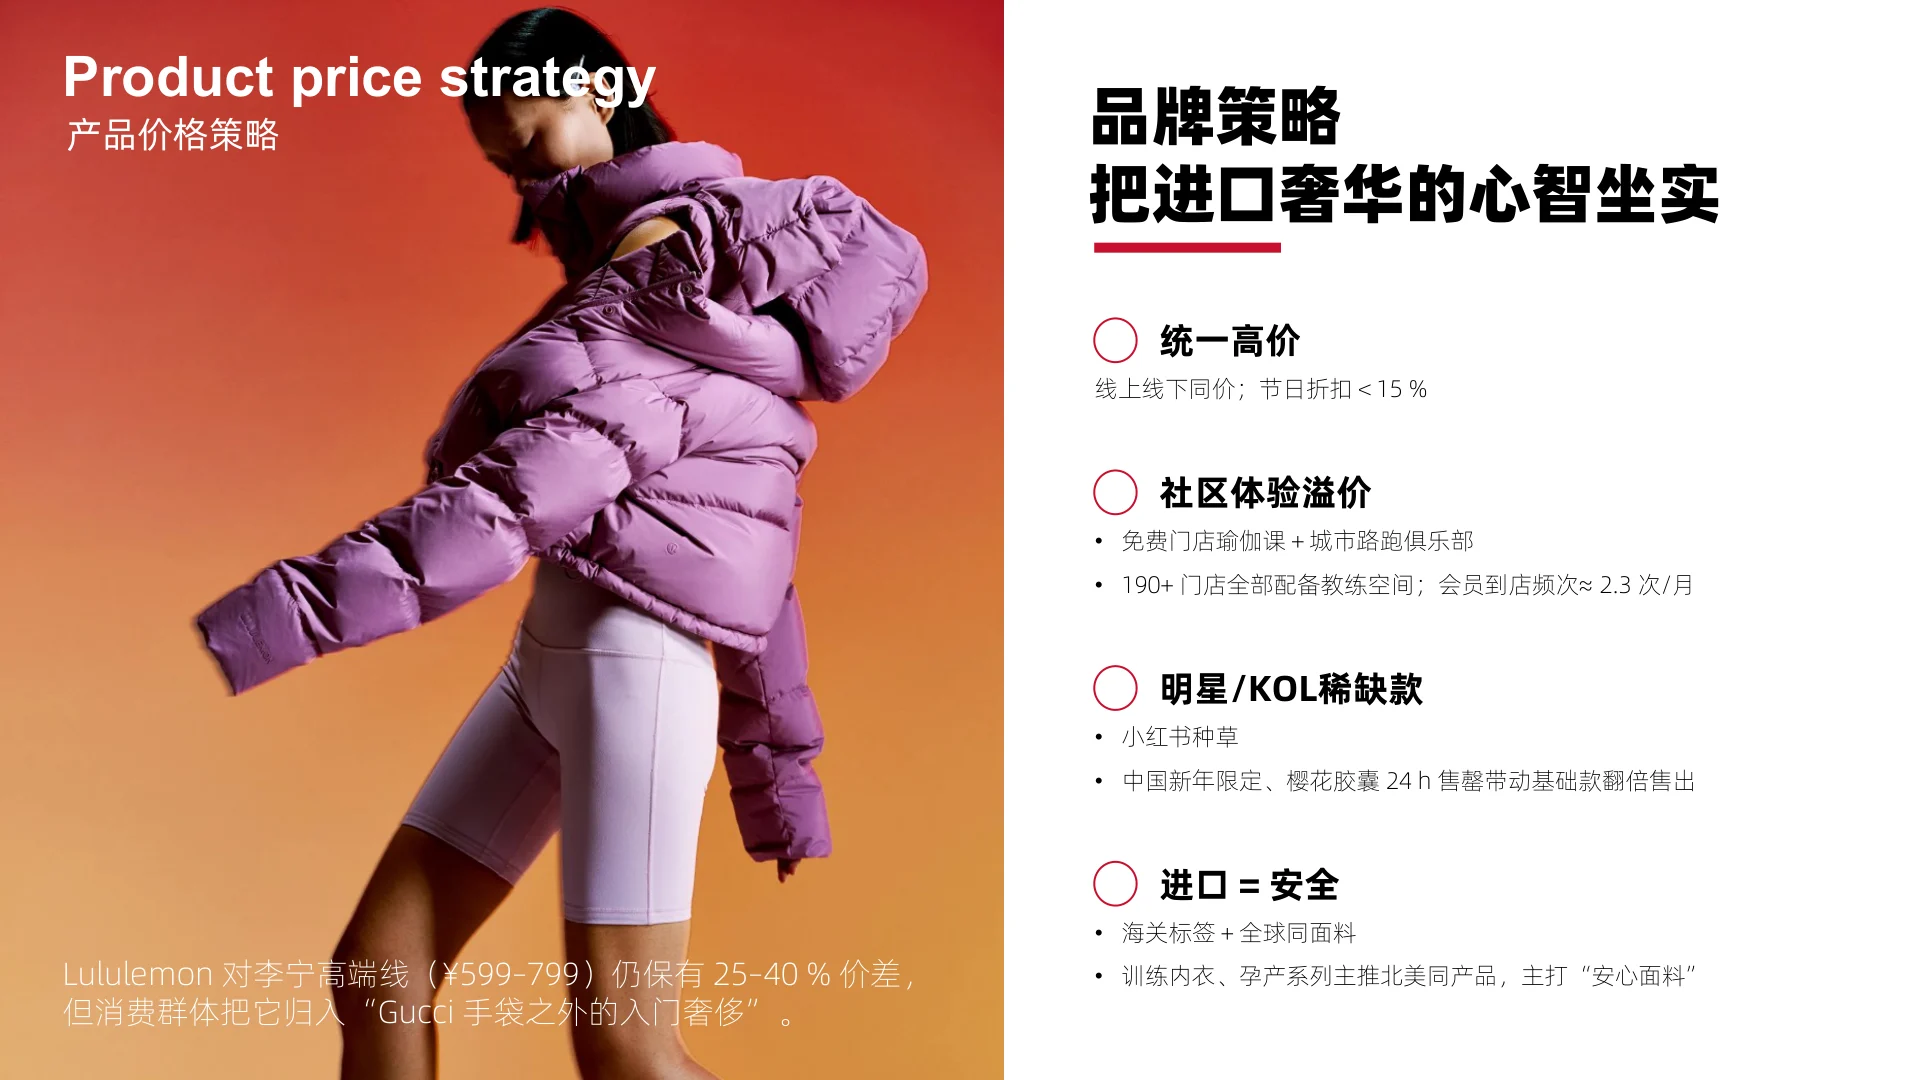 Product price strategy
产品价格策略
Lululemon 对李宁高端线（¥599–799）仍保有 25–40 % 价差，
但消费群体把它归入“Gucci 手袋之外的入门奢侈”。
品牌策略
把进口奢华的心智坐实
统一高价
线上线下同价；节日折扣 < 15 %
社区体验溢价
• 免费门店瑜伽课 + 城市路跑俱乐部
• 190+ 门店全部配备教练空间；会员到店频次≈ 2.3 次/月
明星/KOL稀缺款
• 小红书种草
• 中国新年限定、樱花胶囊 24 h 售罄带动基础款翻倍售出
进口 = 安全
• 海关标签 + 全球同面料
• 训练内衣、孕产系列主推北美同产品，主打“安心面料”